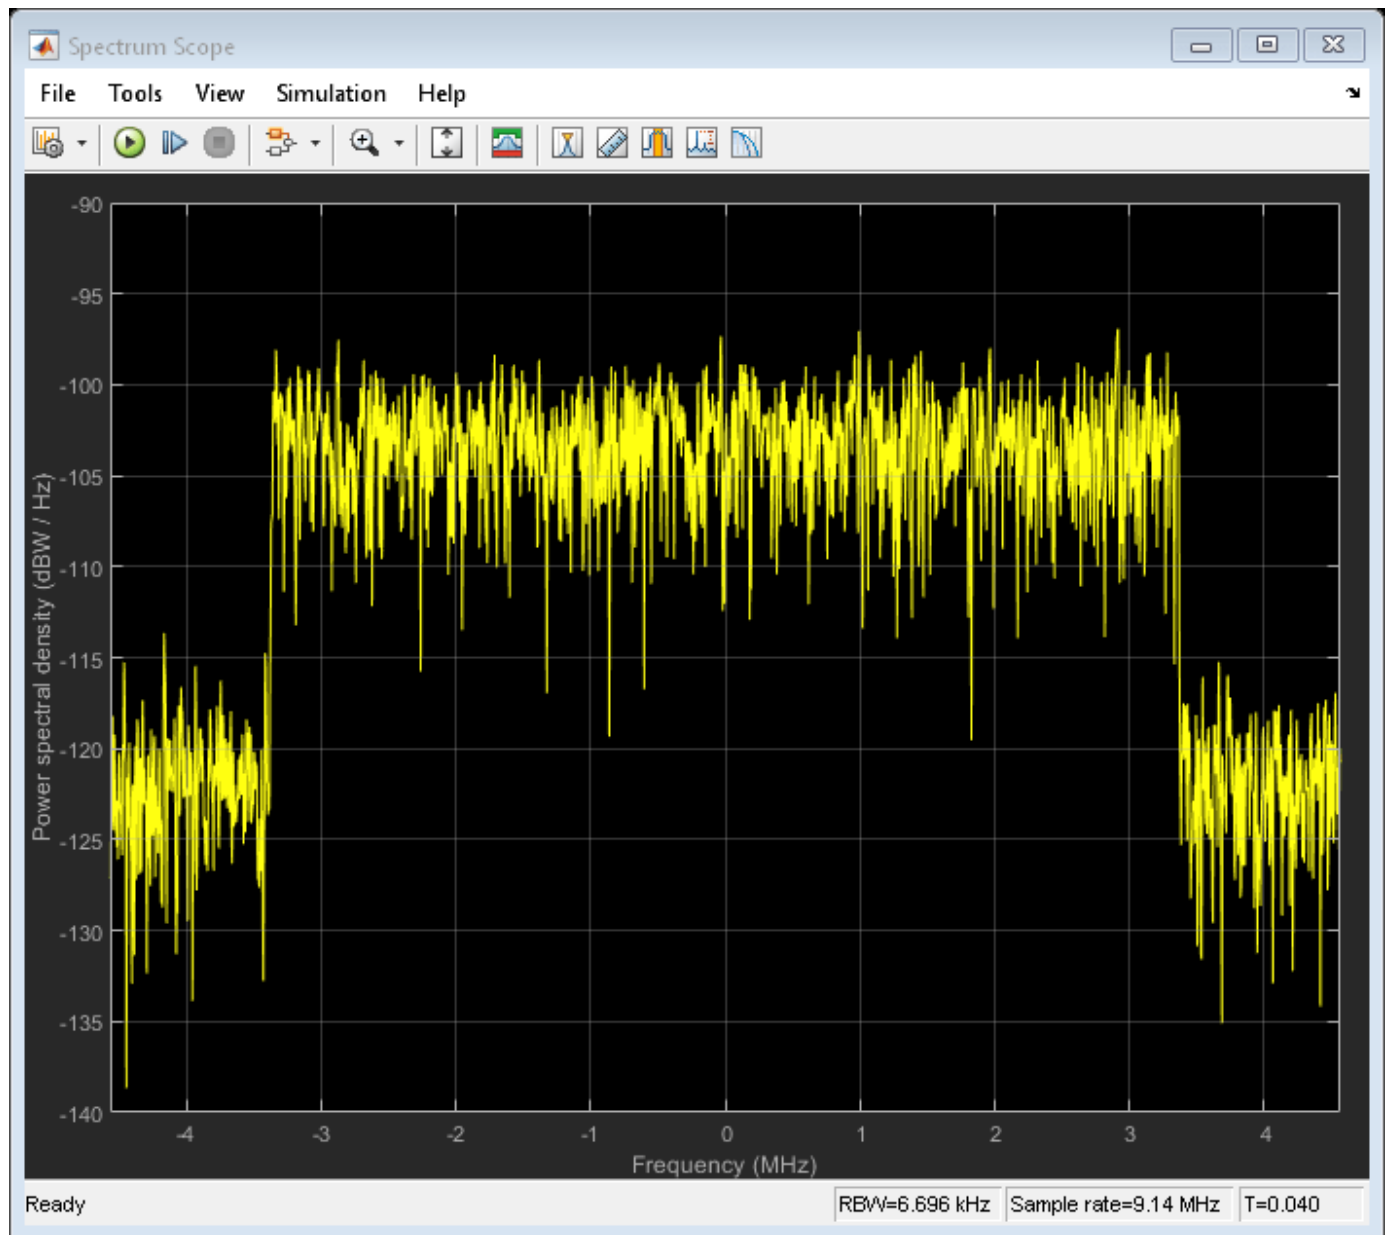 Spectrum Scope
File Tools View Simulation Help
-90
-95
-100
-105
-110
-115
-120
-125
-130
-135
-140
Power spectral density (dBW / Hz)
-4 -3 -2 -1 0 1 2 3 4
Frequency (MHz)
Ready RBW=6.696 kHz Sample rate=9.14 MHz T=0.040